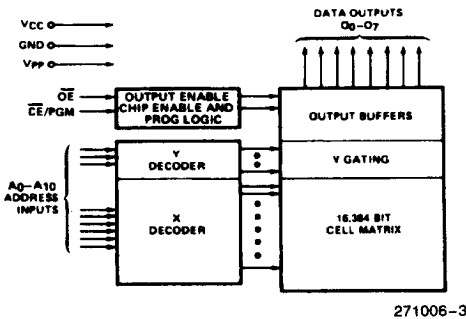 DATA OUTPUTS
O0–O7
VCC
GND
VPP
OE
CE/PGM
OUTPUT ENABLE
CHIP ENABLE AND
PROG LOGIC
OUTPUT BUFFERS
Y
DECODER
Y GATING
A0–A10
ADDRESS
INPUTS
X
DECODER
16,384 BIT
CELL MATRIX
271006–3